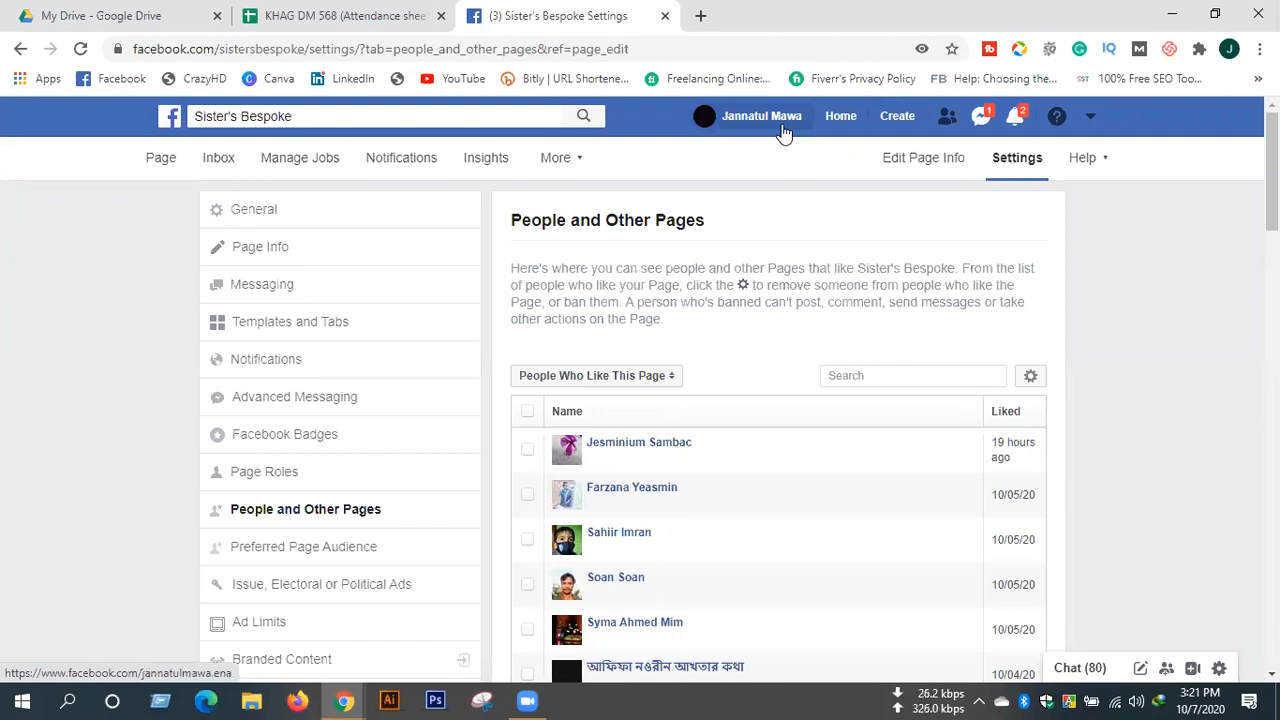 My Drive - Google Drive
KHAG DM 568 (Attendance shee
(3) Sister's Bespoke Settings
facebook.com/sistersbespoke/settings/?tab=people_and_other_pages&ref=page_edit
Apps
Facebook
CrazyHD
Canva
LinkedIn
YouTube
Bitly | URL Shortene...
Freelancing Online:...
Fiverr's Privacy Policy
FB Help: Choosing the...
SST 100% Free SEO Too...
Sister's Bespoke
Jannatul Mawa
Home
Create
1
2
Page
Inbox
Manage Jobs
Notifications
Insights
More
Edit Page Info
Settings
Help
General
Page Info
Messaging
Templates and Tabs
Notifications
Advanced Messaging
Facebook Badges
Page Roles
People and Other Pages
Preferred Page Audience
Issue, Electoral or Political Ads
Ad Limits
Branded Content
People and Other Pages
Here's where you can see people and other Pages that like Sister's Bespoke. From the list
of people who like your Page, click the to remove someone from people who like the
Page, or ban them. A person who's banned can't post, comment, send messages or take
other actions on the Page.
People Who Like This Page
Search
Name
Liked
Jesminium Sambac
19 hours
ago
Farzana Yeasmin
10/05/20
Sahiir Imran
10/05/20
Soan Soan
10/05/20
Syma Ahmed Mim
10/05/20
আফিফা নওরীন আখতার কথা
10/04/20
Chat (80)
https://www.facebook.com/jannatulmawa.ena
26.2 kbps
326.0 kbps
3:21 PM
10/7/2020